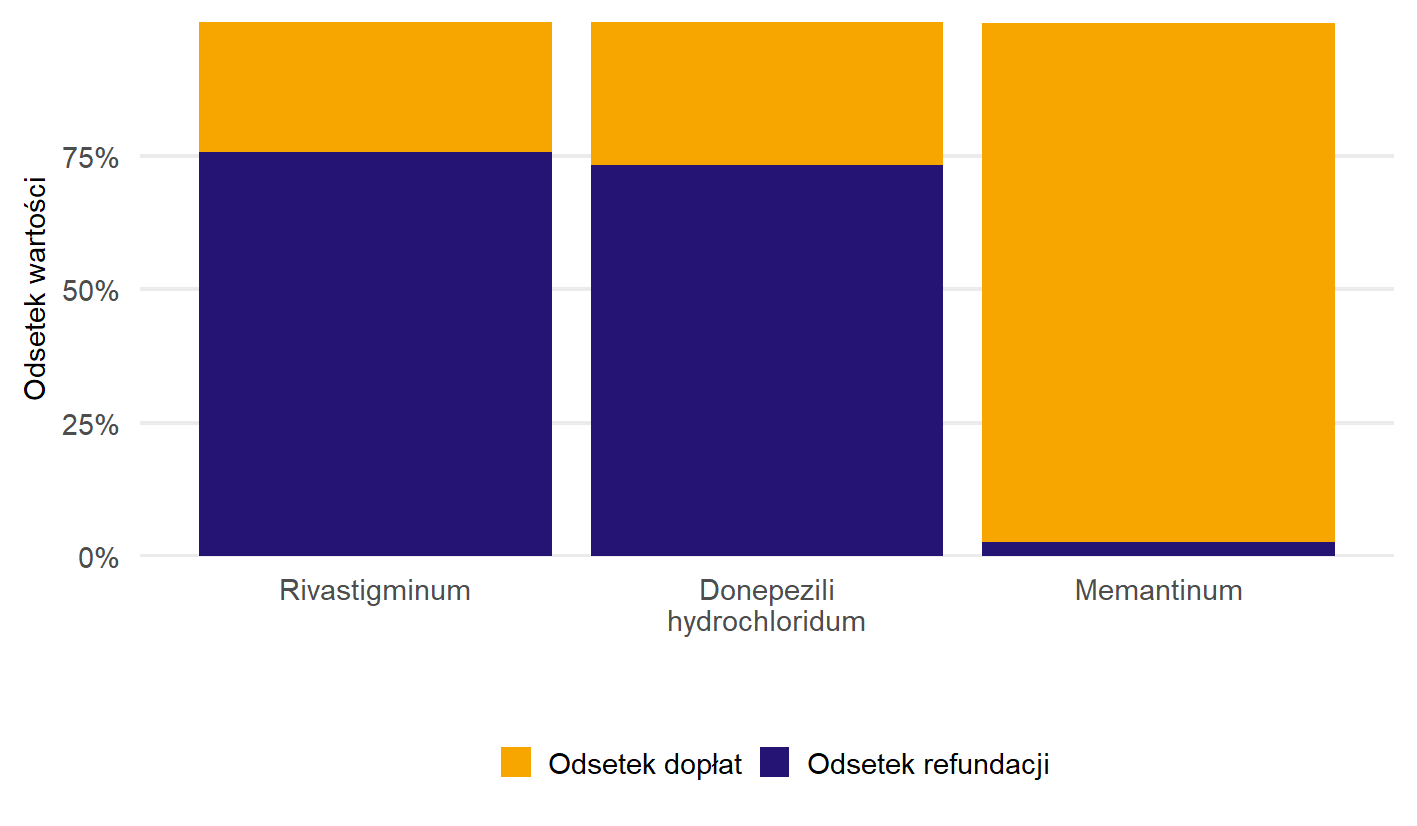 Odsetek wartości
75%
50%
25%
0%
Rivastigminum
Donepezili
hydrochloridum
Memantinum
Odsetek dopłat
Odsetek refundacji